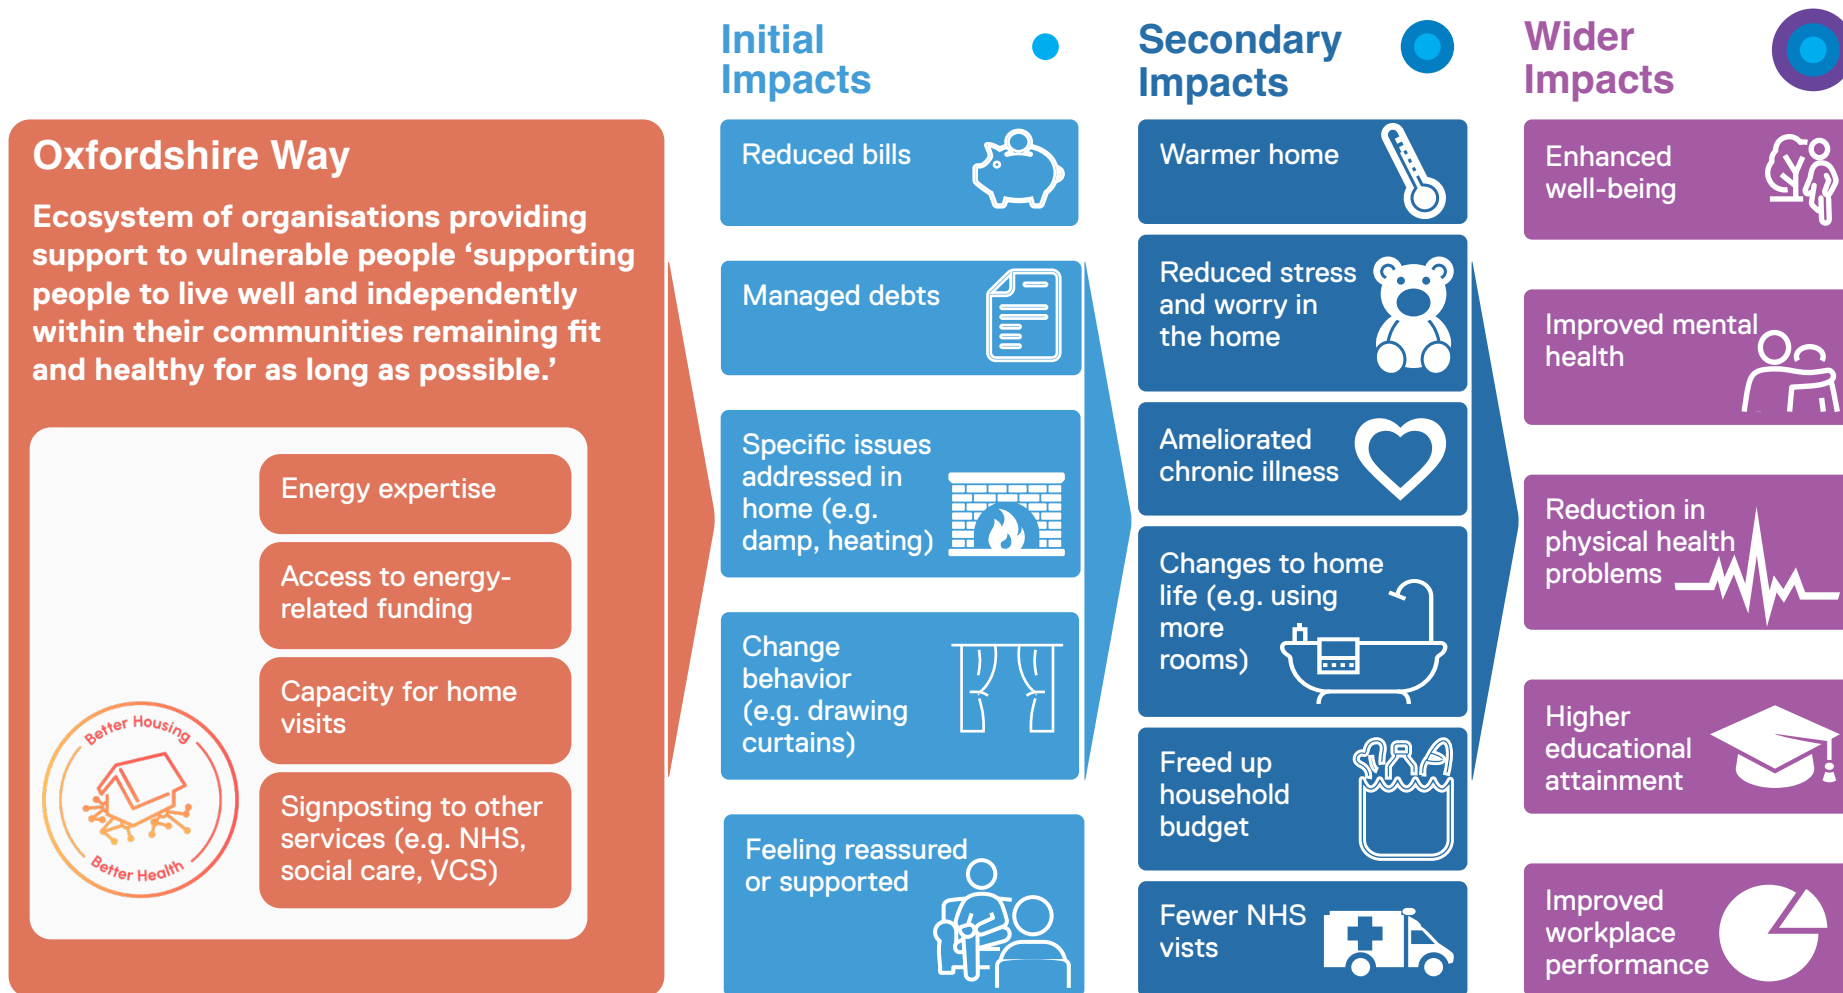 Oxfordshire Way
Ecosystem of organisations providing
support to vulnerable people ‘supporting
people to live well and independently
within their communities remaining fit
and healthy for as long as possible.’
Better Housing
Better Health
Energy expertise
Access to energy-
related funding
Capacity for home
visits
Signposting to other
services (e.g. NHS,
social care, VCS)
Initial
Impacts
Reduced bills
Managed debts
Specific issues
addressed in
home (e.g.
damp, heating)
Change
behavior
(e.g. drawing
curtains)
Feeling reassured
or supported
Secondary
Impacts
Warmer home
Reduced stress
and worry in
the home
Ameliorated
chronic illness
Changes to home
life (e.g. using
more
rooms)
Freed up
household
budget
Fewer NHS
vists
Wider
Impacts
Enhanced
well-being
Improved mental
health
Reduction in
physical health
problems
Higher
educational
attainment
Improved
workplace
performance